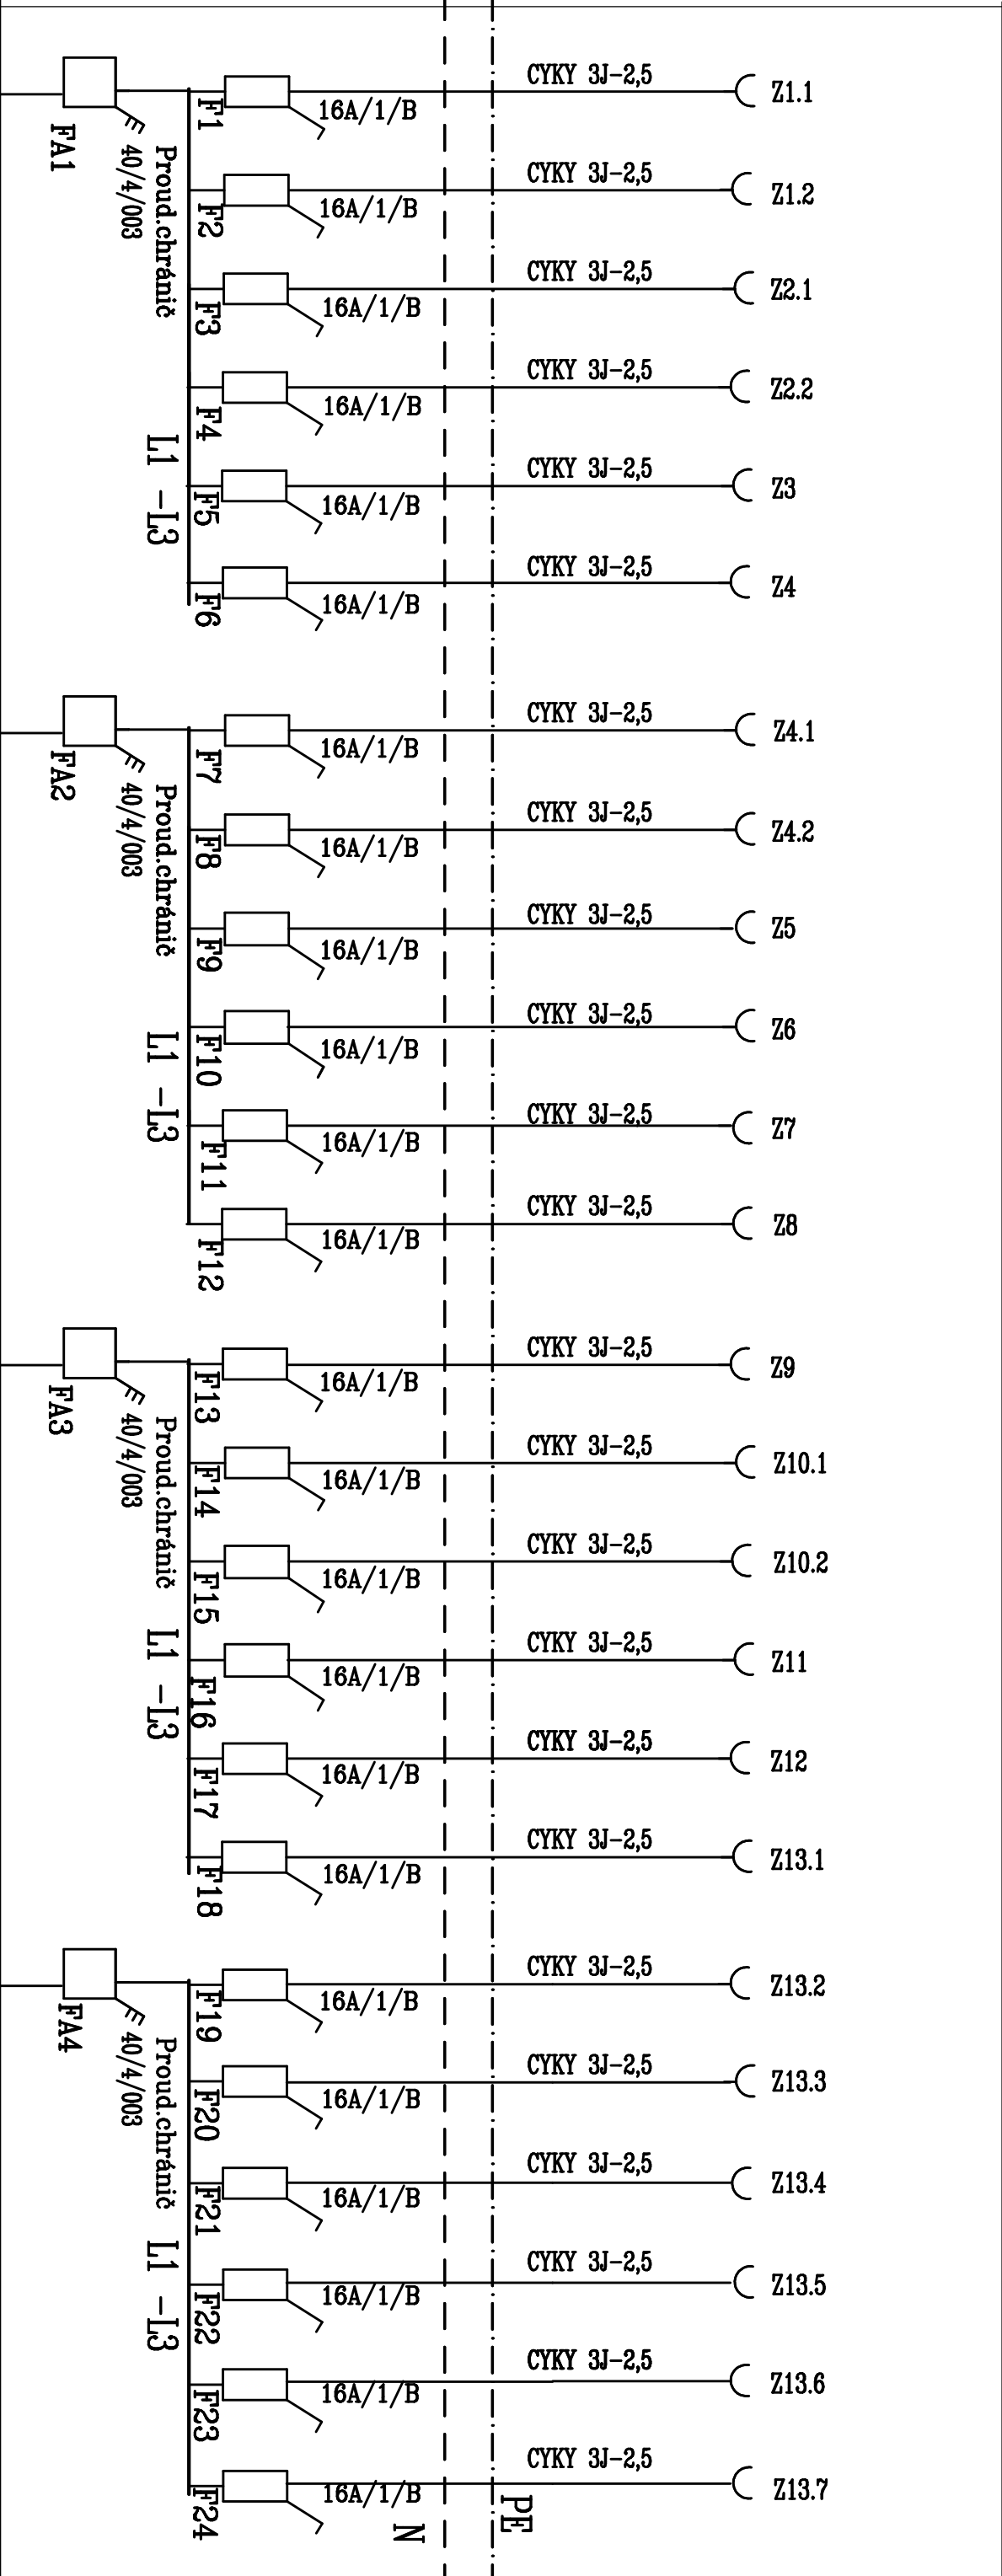 CYKY 3J-2,5
Z1.1
F1
16A/1/B
FA1
40/4/003
Proud.chránič
CYKY 3J-2,5
Z1.2
F2
16A/1/B
CYKY 3J-2,5
Z2.1
F3
16A/1/B
CYKY 3J-2,5
Z2.2
F4
16A/1/B
L1 -L3
CYKY 3J-2,5
Z3
F5
16A/1/B
CYKY 3J-2,5
Z4
F6
16A/1/B
CYKY 3J-2,5
Z4.1
F7
16A/1/B
FA2
40/4/003
Proud.chránič
CYKY 3J-2,5
Z4.2
F8
16A/1/B
CYKY 3J-2,5
Z5
F9
16A/1/B
CYKY 3J-2,5
Z6
F10
16A/1/B
L1 -L3
CYKY 3J-2,5
Z7
F11
16A/1/B
CYKY 3J-2,5
Z8
F12
16A/1/B
CYKY 3J-2,5
Z9
F13
16A/1/B
FA3
40/4/003
Proud.chránič
CYKY 3J-2,5
Z10.1
F14
16A/1/B
CYKY 3J-2,5
Z10.2
F15
16A/1/B
CYKY 3J-2,5
Z11
F16
16A/1/B
L1 -L3
CYKY 3J-2,5
Z12
F17
16A/1/B
CYKY 3J-2,5
Z13.1
F18
16A/1/B
CYKY 3J-2,5
Z13.2
F19
16A/1/B
FA4
40/4/003
Proud.chránič
CYKY 3J-2,5
Z13.3
F20
16A/1/B
CYKY 3J-2,5
Z13.4
F21
16A/1/B
CYKY 3J-2,5
Z13.5
F22
16A/1/B
L1 -L3
CYKY 3J-2,5
Z13.6
F23
16A/1/B
CYKY 3J-2,5
Z13.7
F24
16A/1/B
PE
N